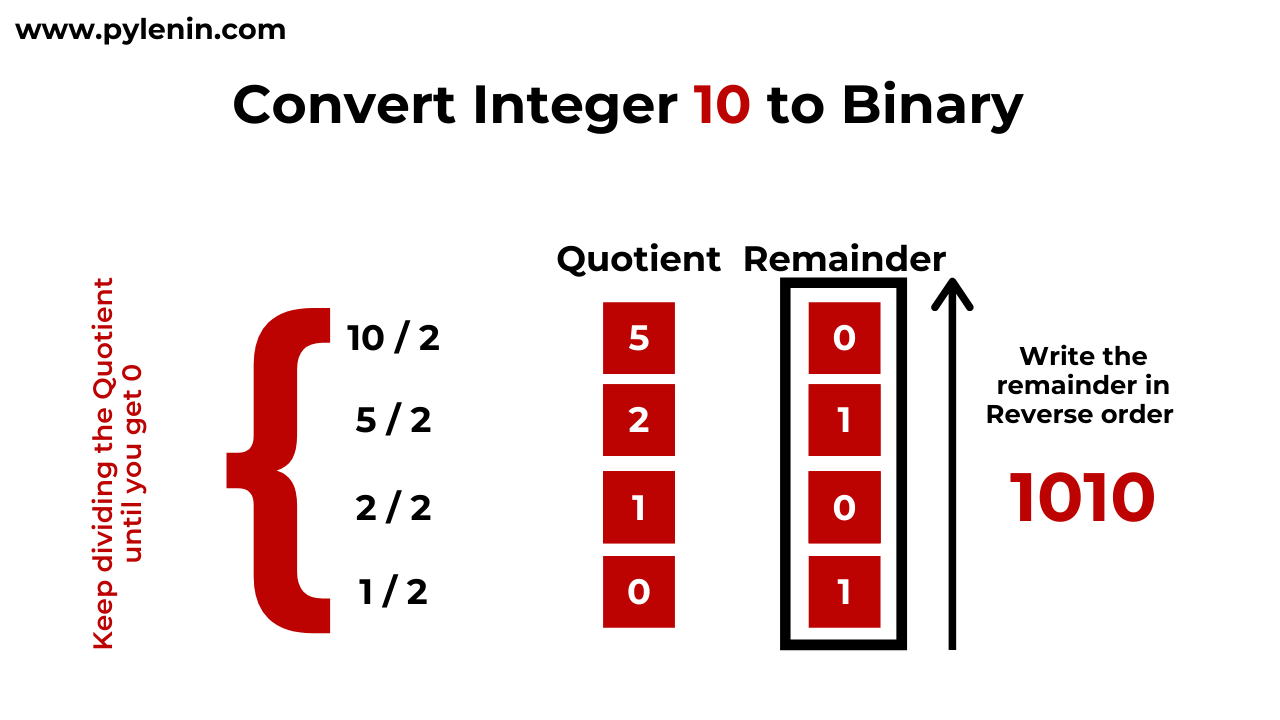 www.pylenin.com
Convert Integer 10 to Binary
Quotient Remainder
Keep dividing the Quotient
until you get 0
{
10 / 2 5 0
5 / 2 2 1
2 / 2 1 0
1 / 2 0 1
Write the
remainder in
Reverse order
1010